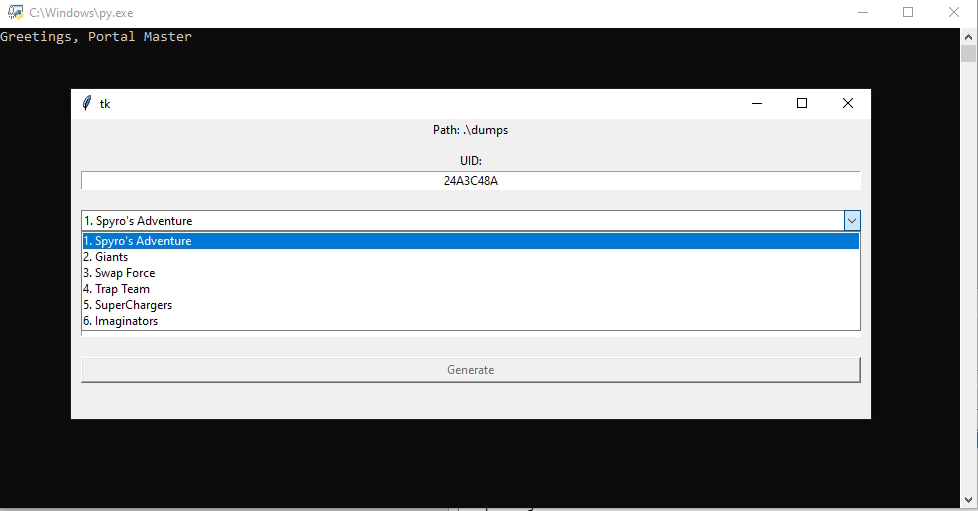 C:\Windows\py.exe
Greetings, Portal Master
tk
Path: .\dumps
UID:
24A3C48A
1. Spyro's Adventure
1. Spyro's Adventure
2. Giants
3. Swap Force
4. Trap Team
5. SuperChargers
6. Imaginators
Generate